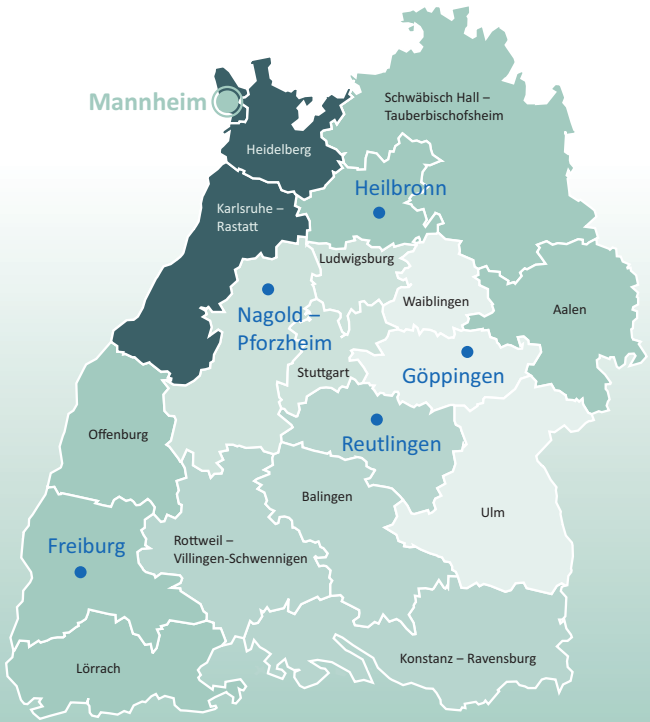 Mannheim
Schwäbisch Hall –
Tauberbischofsheim
Heidelberg
Heilbronn
Karlsruhe –
Rastatt
Ludwigsburg
Waiblingen
Nagold –
Pforzheim
Aalen
Stuttgart
Göppingen
Offenburg
Reutlingen
Balingen
Ulm
Freiburg
Rottweil –
Villingen-Schwennigen
Konstanz – Ravensburg
Lörrach